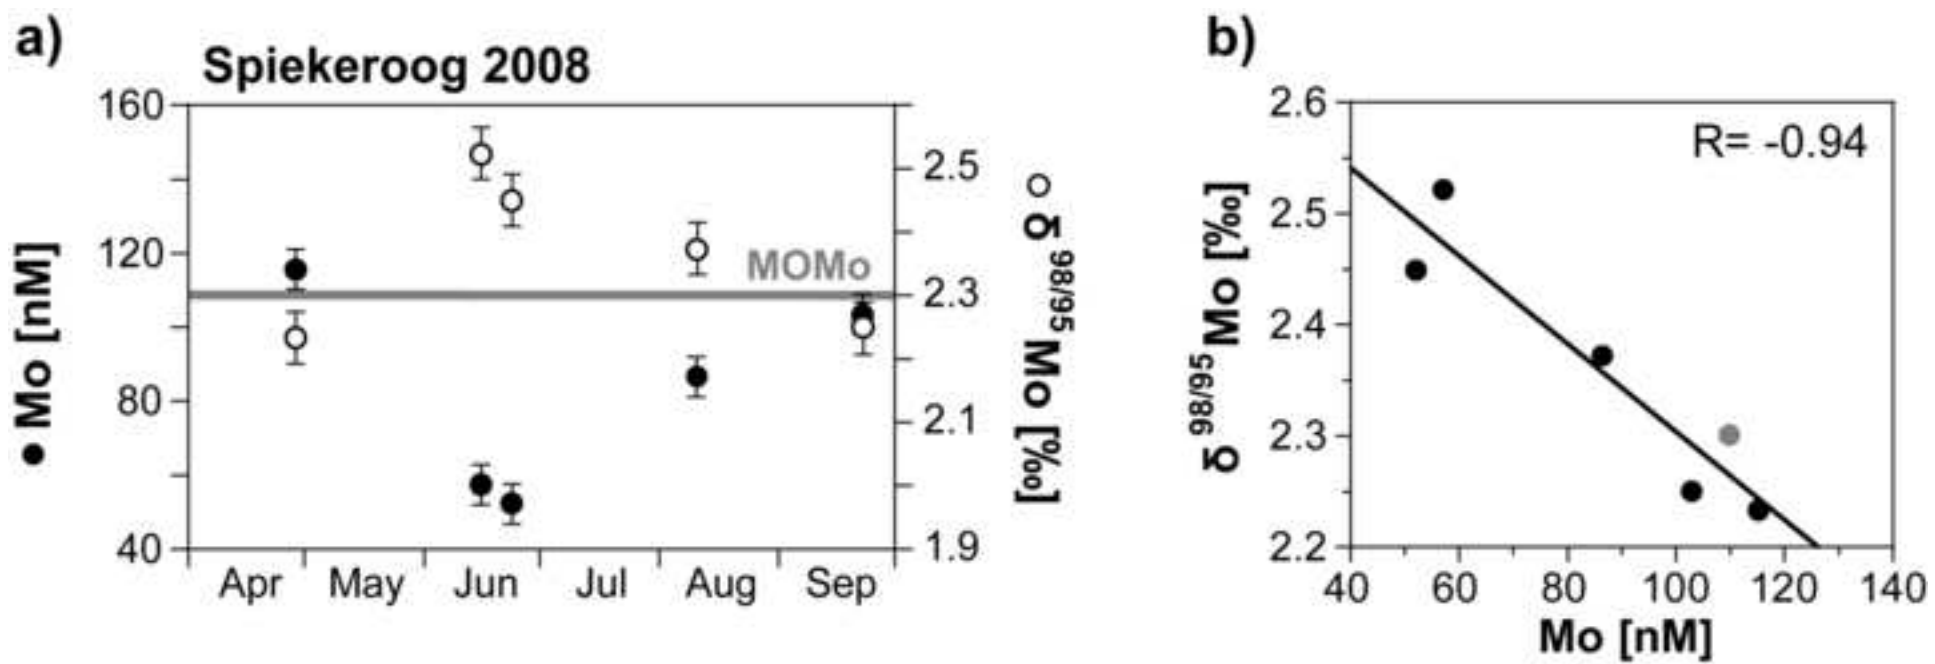 a)
Spiekeroog 2008
160
120
80
40
● Mo [nM]
MOMo
2.5
2.3
2.1
1.9
○ δ98/95Mo [‰]
Apr May Jun Jul Aug Sep
b)
R= -0.94
2.6
2.5
2.4
2.3
2.2
δ98/95Mo [‰]
40 60 80 100 120 140
Mo [nM]